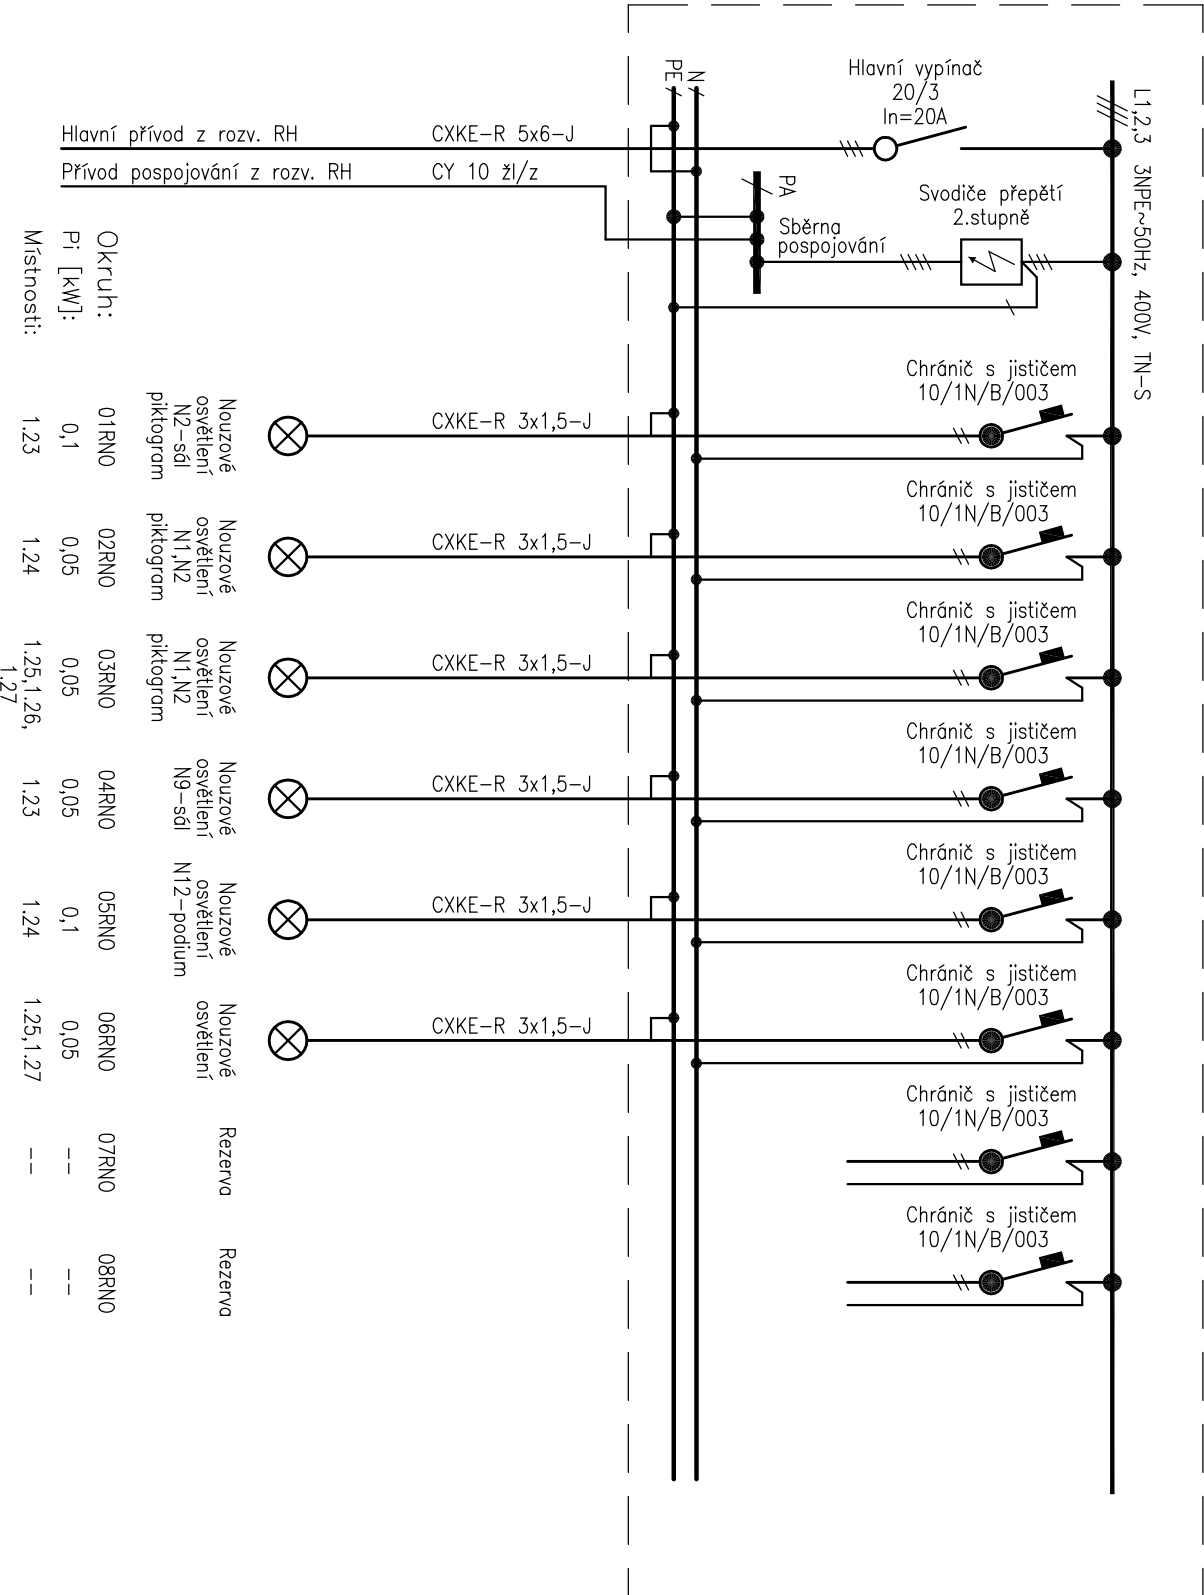 L1,2,3 3NPE~50Hz, 400V, TN-S
PE
N
Hlavní vypínač
20/3
In=20A
Hlavní přívod z rozv. RH
CXKE-R 5x6-J
Přívod pospojování z rozv. RH
CY 10 žl/z
PA
Sběrna
pospojování
Svodiče přepětí
2.stupně
Chránič s jističem
10/1N/B/003
CXKE-R 3x1,5-J
Chránič s jističem
10/1N/B/003
CXKE-R 3x1,5-J
Chránič s jističem
10/1N/B/003
CXKE-R 3x1,5-J
Chránič s jističem
10/1N/B/003
CXKE-R 3x1,5-J
Chránič s jističem
10/1N/B/003
CXKE-R 3x1,5-J
Chránič s jističem
10/1N/B/003
CXKE-R 3x1,5-J
Chránič s jističem
10/1N/B/003
Chránič s jističem
10/1N/B/003
Nouzové
osvětlení
N2-sál
piktogram
Nouzové
osvětlení
N1,N2
piktogram
Nouzové
osvětlení
N1,N2
piktogram
Nouzové
osvětlení
N9-sál
Nouzové
osvětlení
N12-podium
Nouzové
osvětlení
Rezerva
Rezerva
Okruh: 01RNO 02RNO 03RNO 04RNO 05RNO 06RNO 07RNO 08RNO
Pi [kW]: 0,1 0,05 0,05 0,05 0,1 0,05 -- --
Místnosti: 1.23 1.24 1.25,1.26, 1.23 1.24 1.25,1.27 -- --
1.27